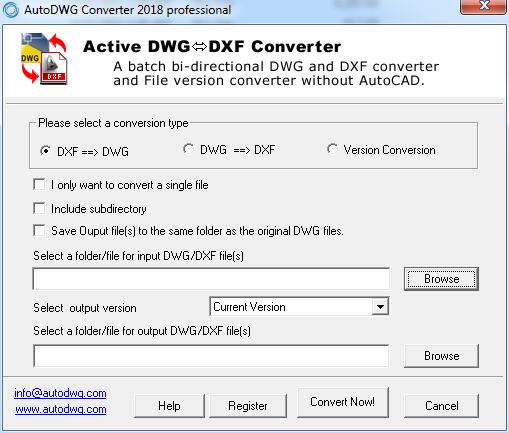 AutoDWG Converter 2018 professional
DWG
DXF
Active DWG⇔DXF Converter
A batch bi-directional DWG and DXF converter
and File version converter without AutoCAD.
Please select a conversion type
DXF ==> DWG
DWG ==> DXF
Version Conversion
I only want to convert a single file
Include subdirectory
Save Ouput file(s) to the same folder as the original DWG files.
Select a folder/file for input DWG/DXF file(s)
Browse
Select output version
Current Version
Select a folder/file for output DWG/DXF file(s)
Browse
info@autodwg.com
www.autodwg.com
Help
Register
Convert Now!
Cancel